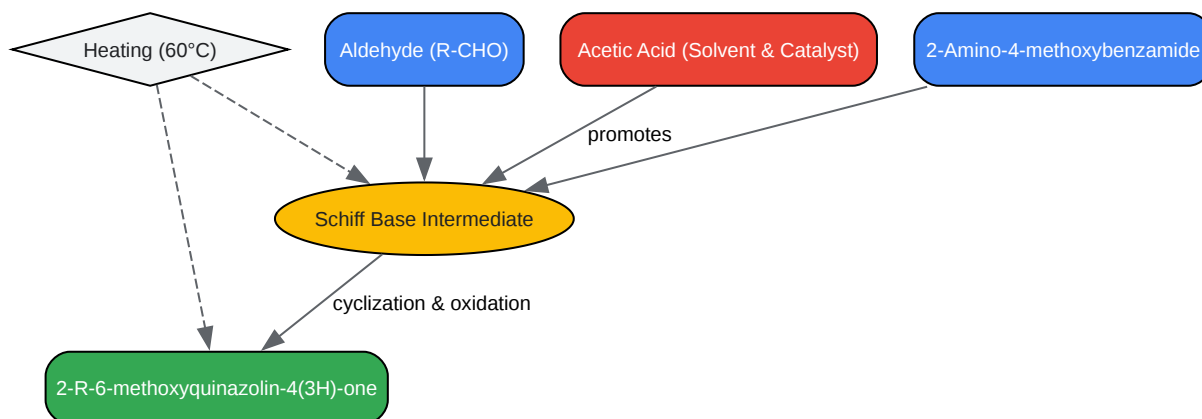 Heating (60°C)
Aldehyde (R-CHO)
Acetic Acid (Solvent & Catalyst)
2-Amino-4-methoxybenzamide
promotes
Schiff Base Intermediate
cyclization & oxidation
2-R-6-methoxyquinazolin-4(3H)-one